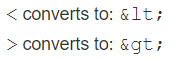 < converts to: &lt;
> converts to: &gt;